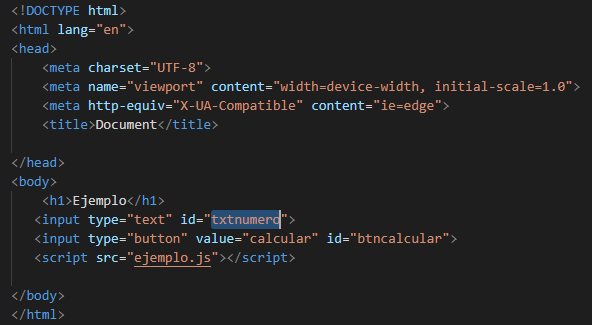 <!DOCTYPE html>
<html lang="en">
<head>
<meta charset="UTF-8">
<meta name="viewport" content="width=device-width, initial-scale=1.0">
<meta http-equiv="X-UA-Compatible" content="ie=edge">
<title>Document</title>
</head>
<body>
<h1>Ejemplo</h1>
<input type="text" id="txtnumero">
<input type="button" value="calcular" id="btncalcular">
<script src="ejemplo.js"></script>
</body>
</html>